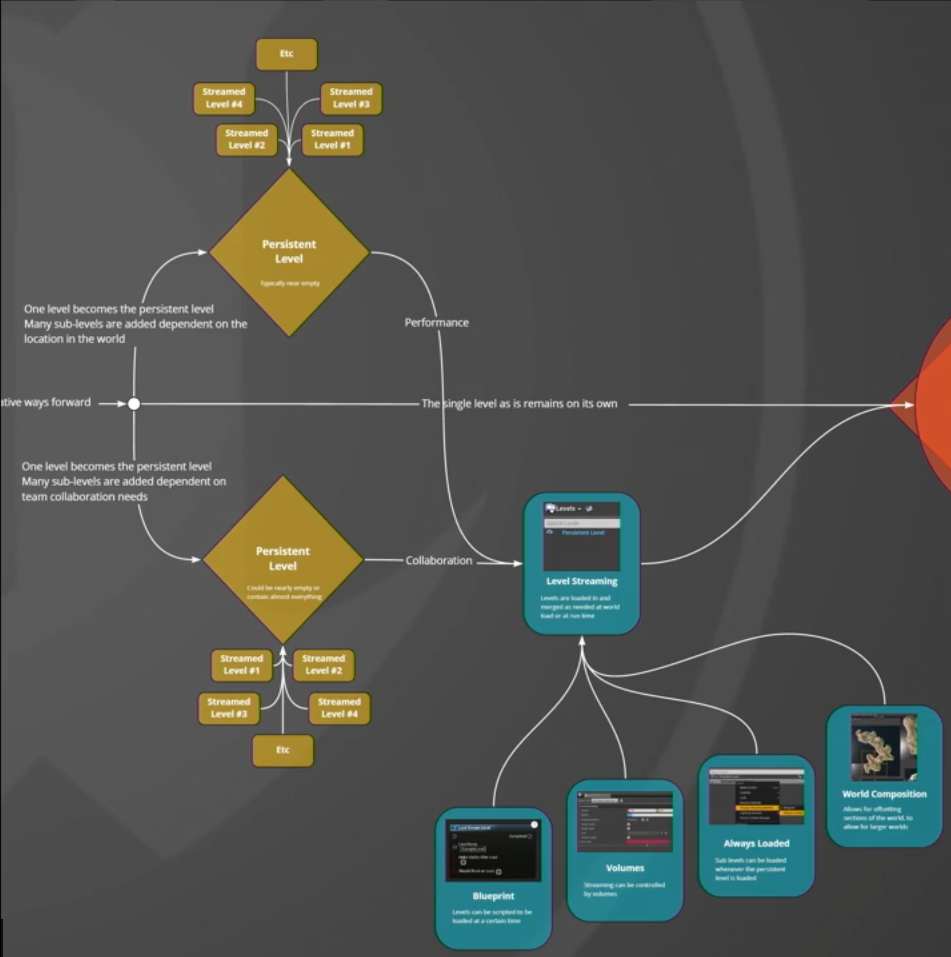 Etc
Streamed
Level #4
Streamed
Level #3
Streamed
Level #2
Streamed
Level #1
Persistent
Level
Typically near empty
One level becomes the persistent level
Many sub-levels are added dependent on the
location in the world
Performance
ative ways forward
The single level as is remains on its own
One level becomes the persistent level
Many sub-levels are added dependent on
team collaboration needs
Persistent
Level
Could be nearly empty or
contain almost everything
Collaboration
Levels
Search Levels
Persistent Level
Level Streaming
Levels are loaded in and
merged as needed at world
load or at run time
Streamed
Level #1
Streamed
Level #2
Streamed
Level #3
Streamed
Level #4
Etc
World Composition
Allows for offsetting
sections of the world, to
allow for larger worlds
Always Loaded
Sub levels can be loaded
whenever the persistent
level is loaded
Volumes
Streaming can be controlled
by volumes
Load Stream Level
Completed
Blueprint
Levels can be scripted to be
loaded at a certain time